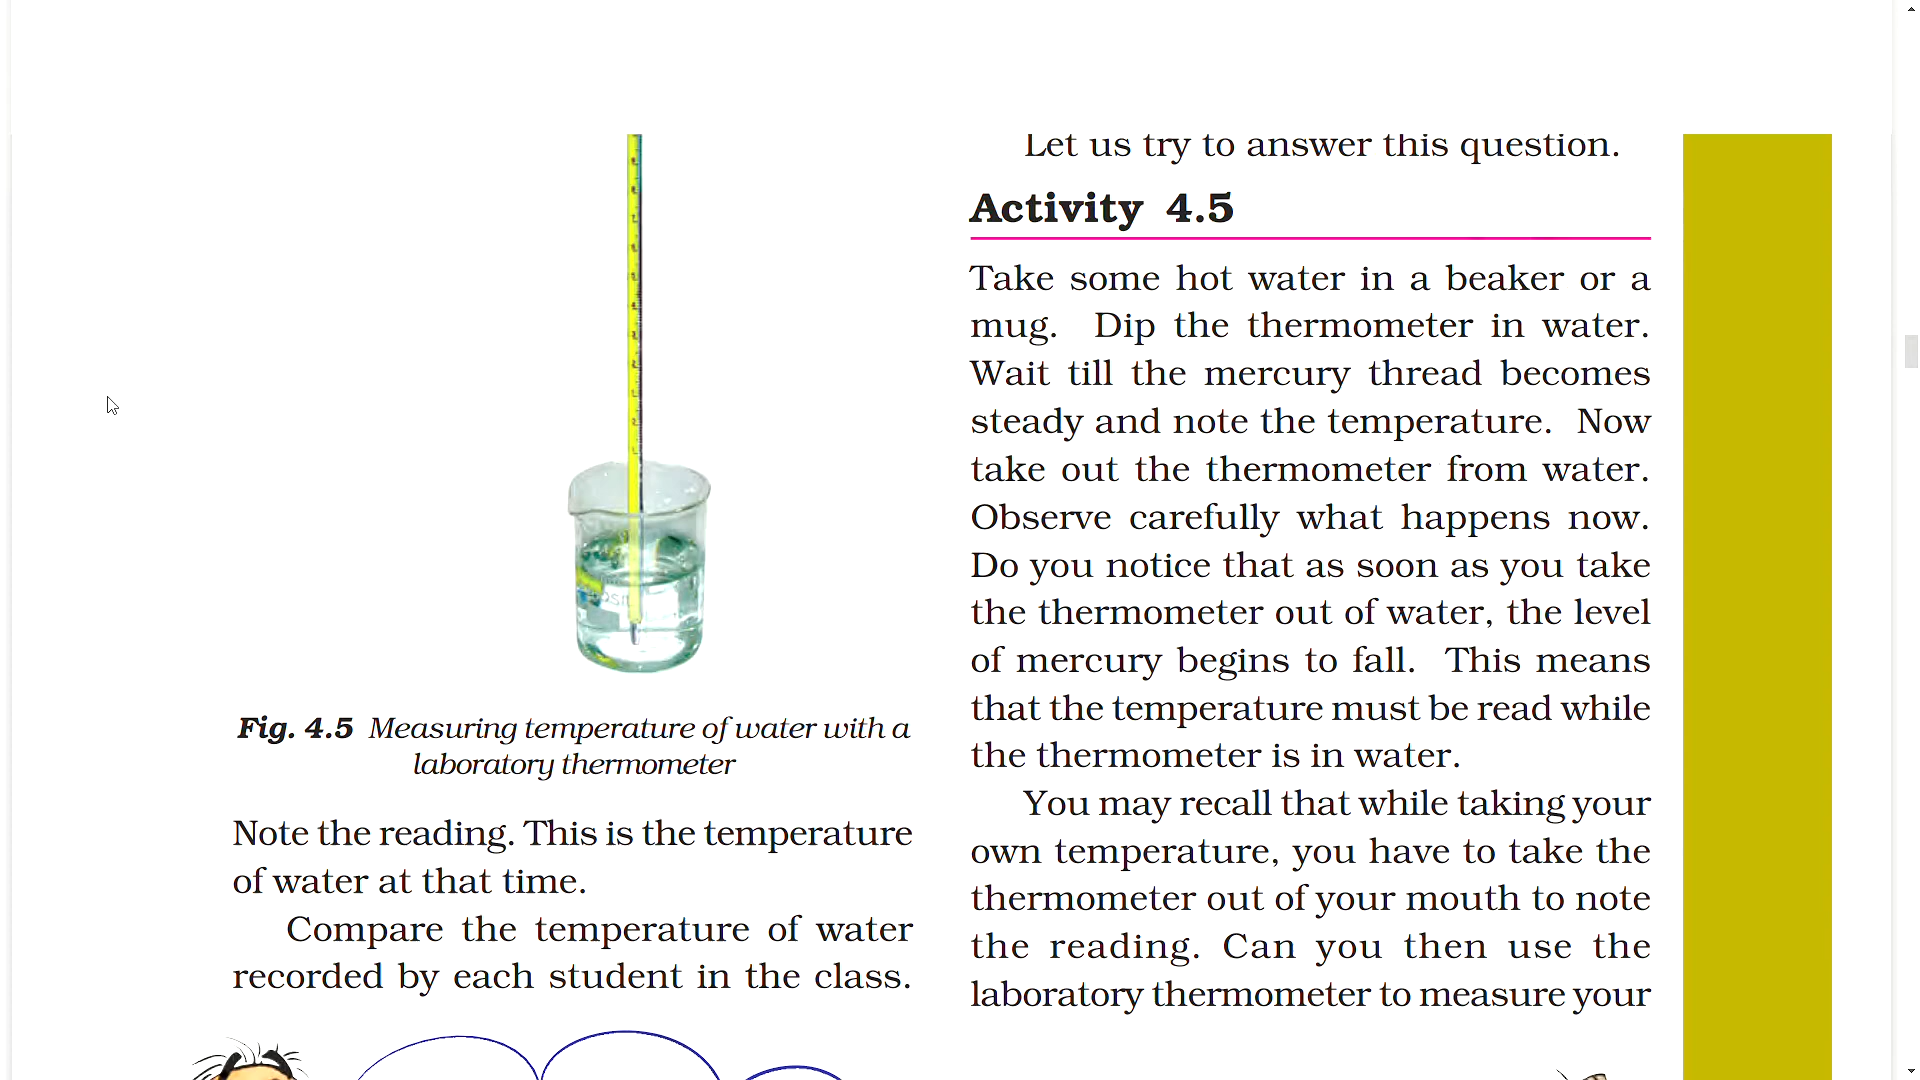 Fig. 4.5 Measuring temperature of water with a
laboratory thermometer
Note the reading. This is the temperature
of water at that time.
Compare the temperature of water
recorded by each student in the class.
Let us try to answer this question.
Activity 4.5
Take some hot water in a beaker or a
mug. Dip the thermometer in water.
Wait till the mercury thread becomes
steady and note the temperature. Now
take out the thermometer from water.
Observe carefully what happens now.
Do you notice that as soon as you take
the thermometer out of water, the level
of mercury begins to fall. This means
that the temperature must be read while
the thermometer is in water.
You may recall that while taking your
own temperature, you have to take the
thermometer out of your mouth to note
the reading. Can you then use the
laboratory thermometer to measure your